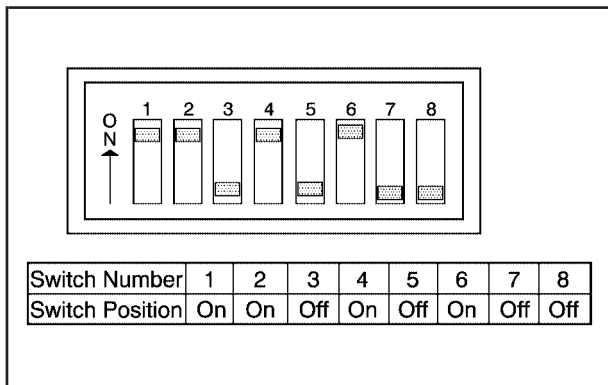 1 2 3 4 5 6 7 8
ON
Switch Number 1 2 3 4 5 6 7 8
Switch Position On On Off On Off On Off Off